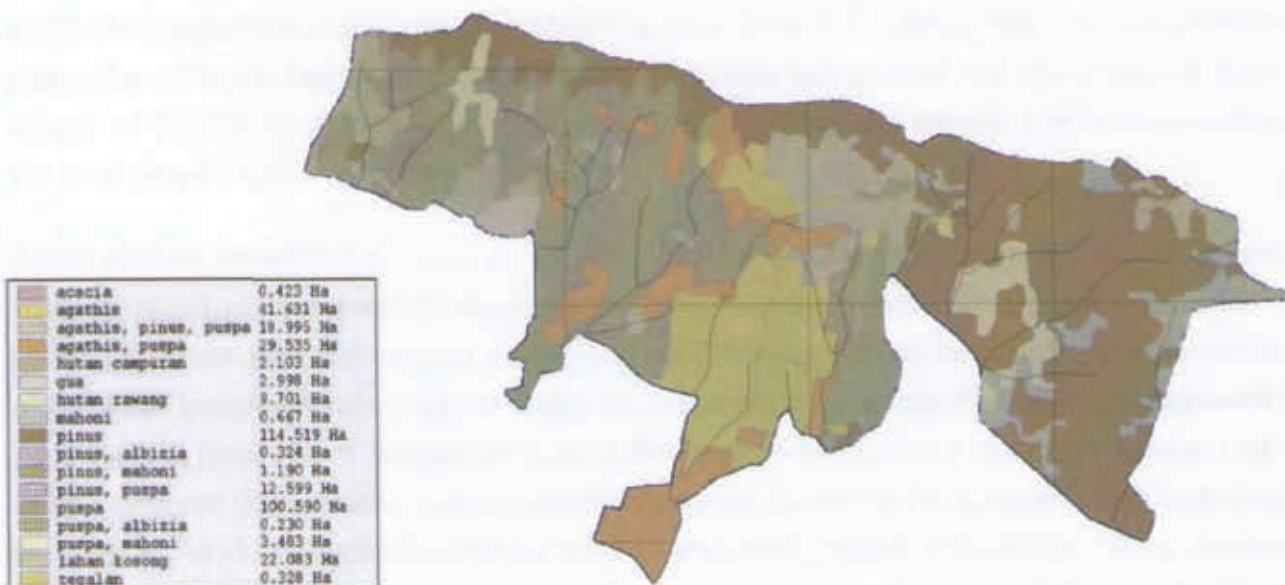 acacia 0.423 Ha
agathis 41.631 Ha
agathis, pinus, puspa 18.995 Ha
agathis, puspa 29.535 Ha
hutan campuran 2.103 Ha
gua 2.998 Ha
hutan rawang 8.701 Ha
mahoni 0.667 Ha
pinus 114.519 Ha
pinus, albizia 0.324 Ha
pinus, mahoni 1.190 Ha
pinus, puspa 12.599 Ha
puspa 100.590 Ha
puspa, albizia 0.230 Ha
puspa, mahoni 3.483 Ha
lahan kosong 22.083 Ha
tegalan 0.328 Ha